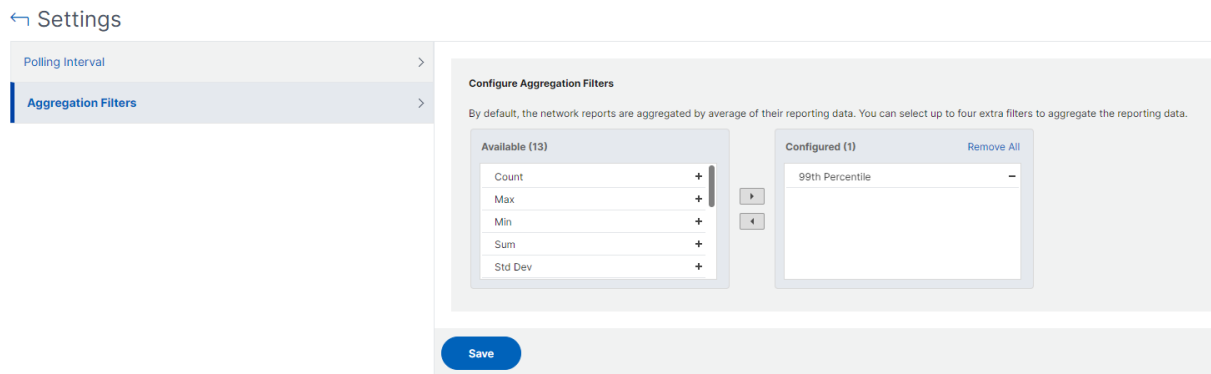 Settings
Polling Interval
Aggregation Filters
Configure Aggregation Filters
By default, the network reports are aggregated by average of their reporting data. You can select up to four extra filters to aggregate the reporting data.
Available (13)
Count
Max
Min
Sum
Std Dev
Configured (1) Remove All
99th Percentile
Save